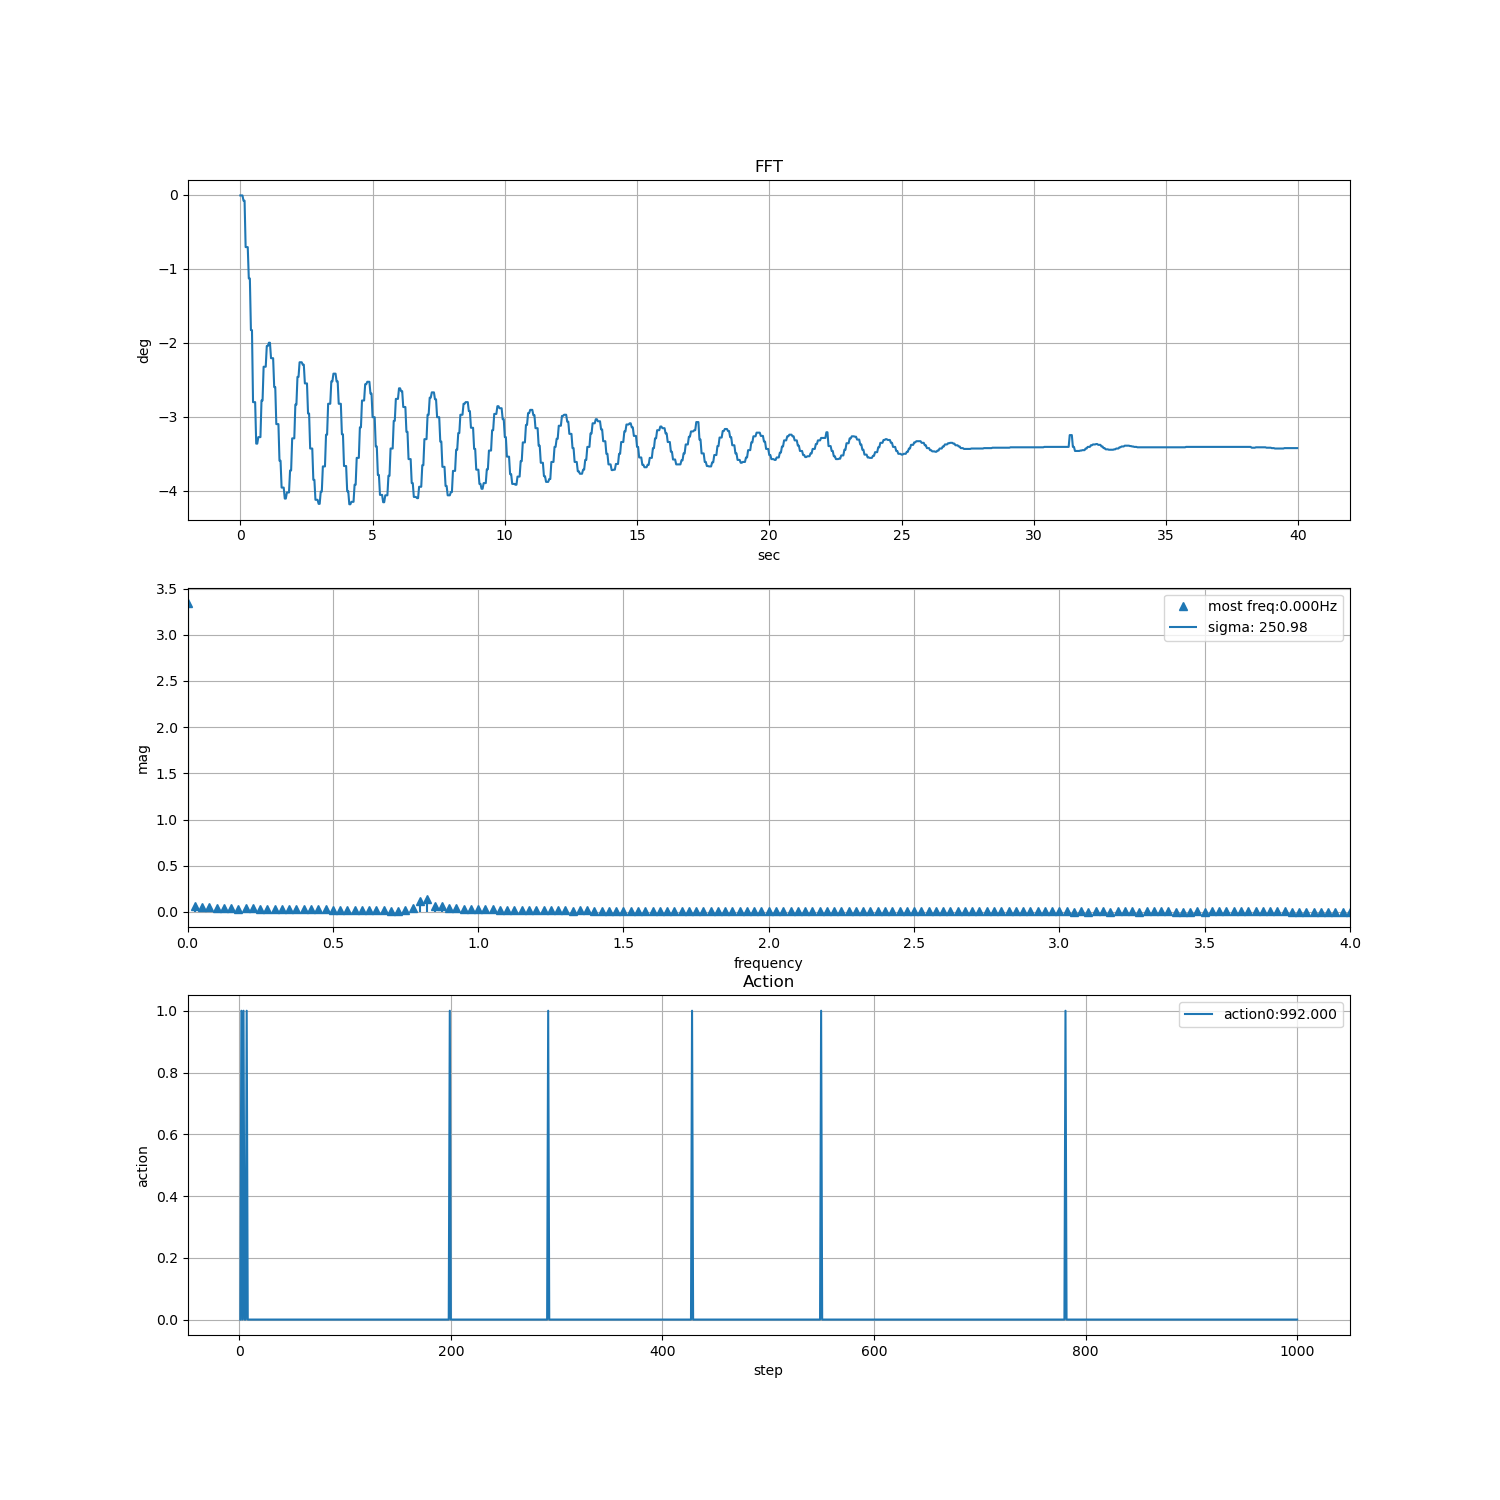 FFT
0
−1
−2
−3
−4
deg
0 5 10 15 20 25 30 35 40
sec
3.5
3.0
2.5
2.0
1.5
1.0
0.5
0.0
mag
most freq:0.000Hz
sigma: 250.98
0.0 0.5 1.0 1.5 2.0 2.5 3.0 3.5 4.0
frequency
Action
1.0
0.8
0.6
0.4
0.2
0.0
action
action0:992.000
0 200 400 600 800 1000
step